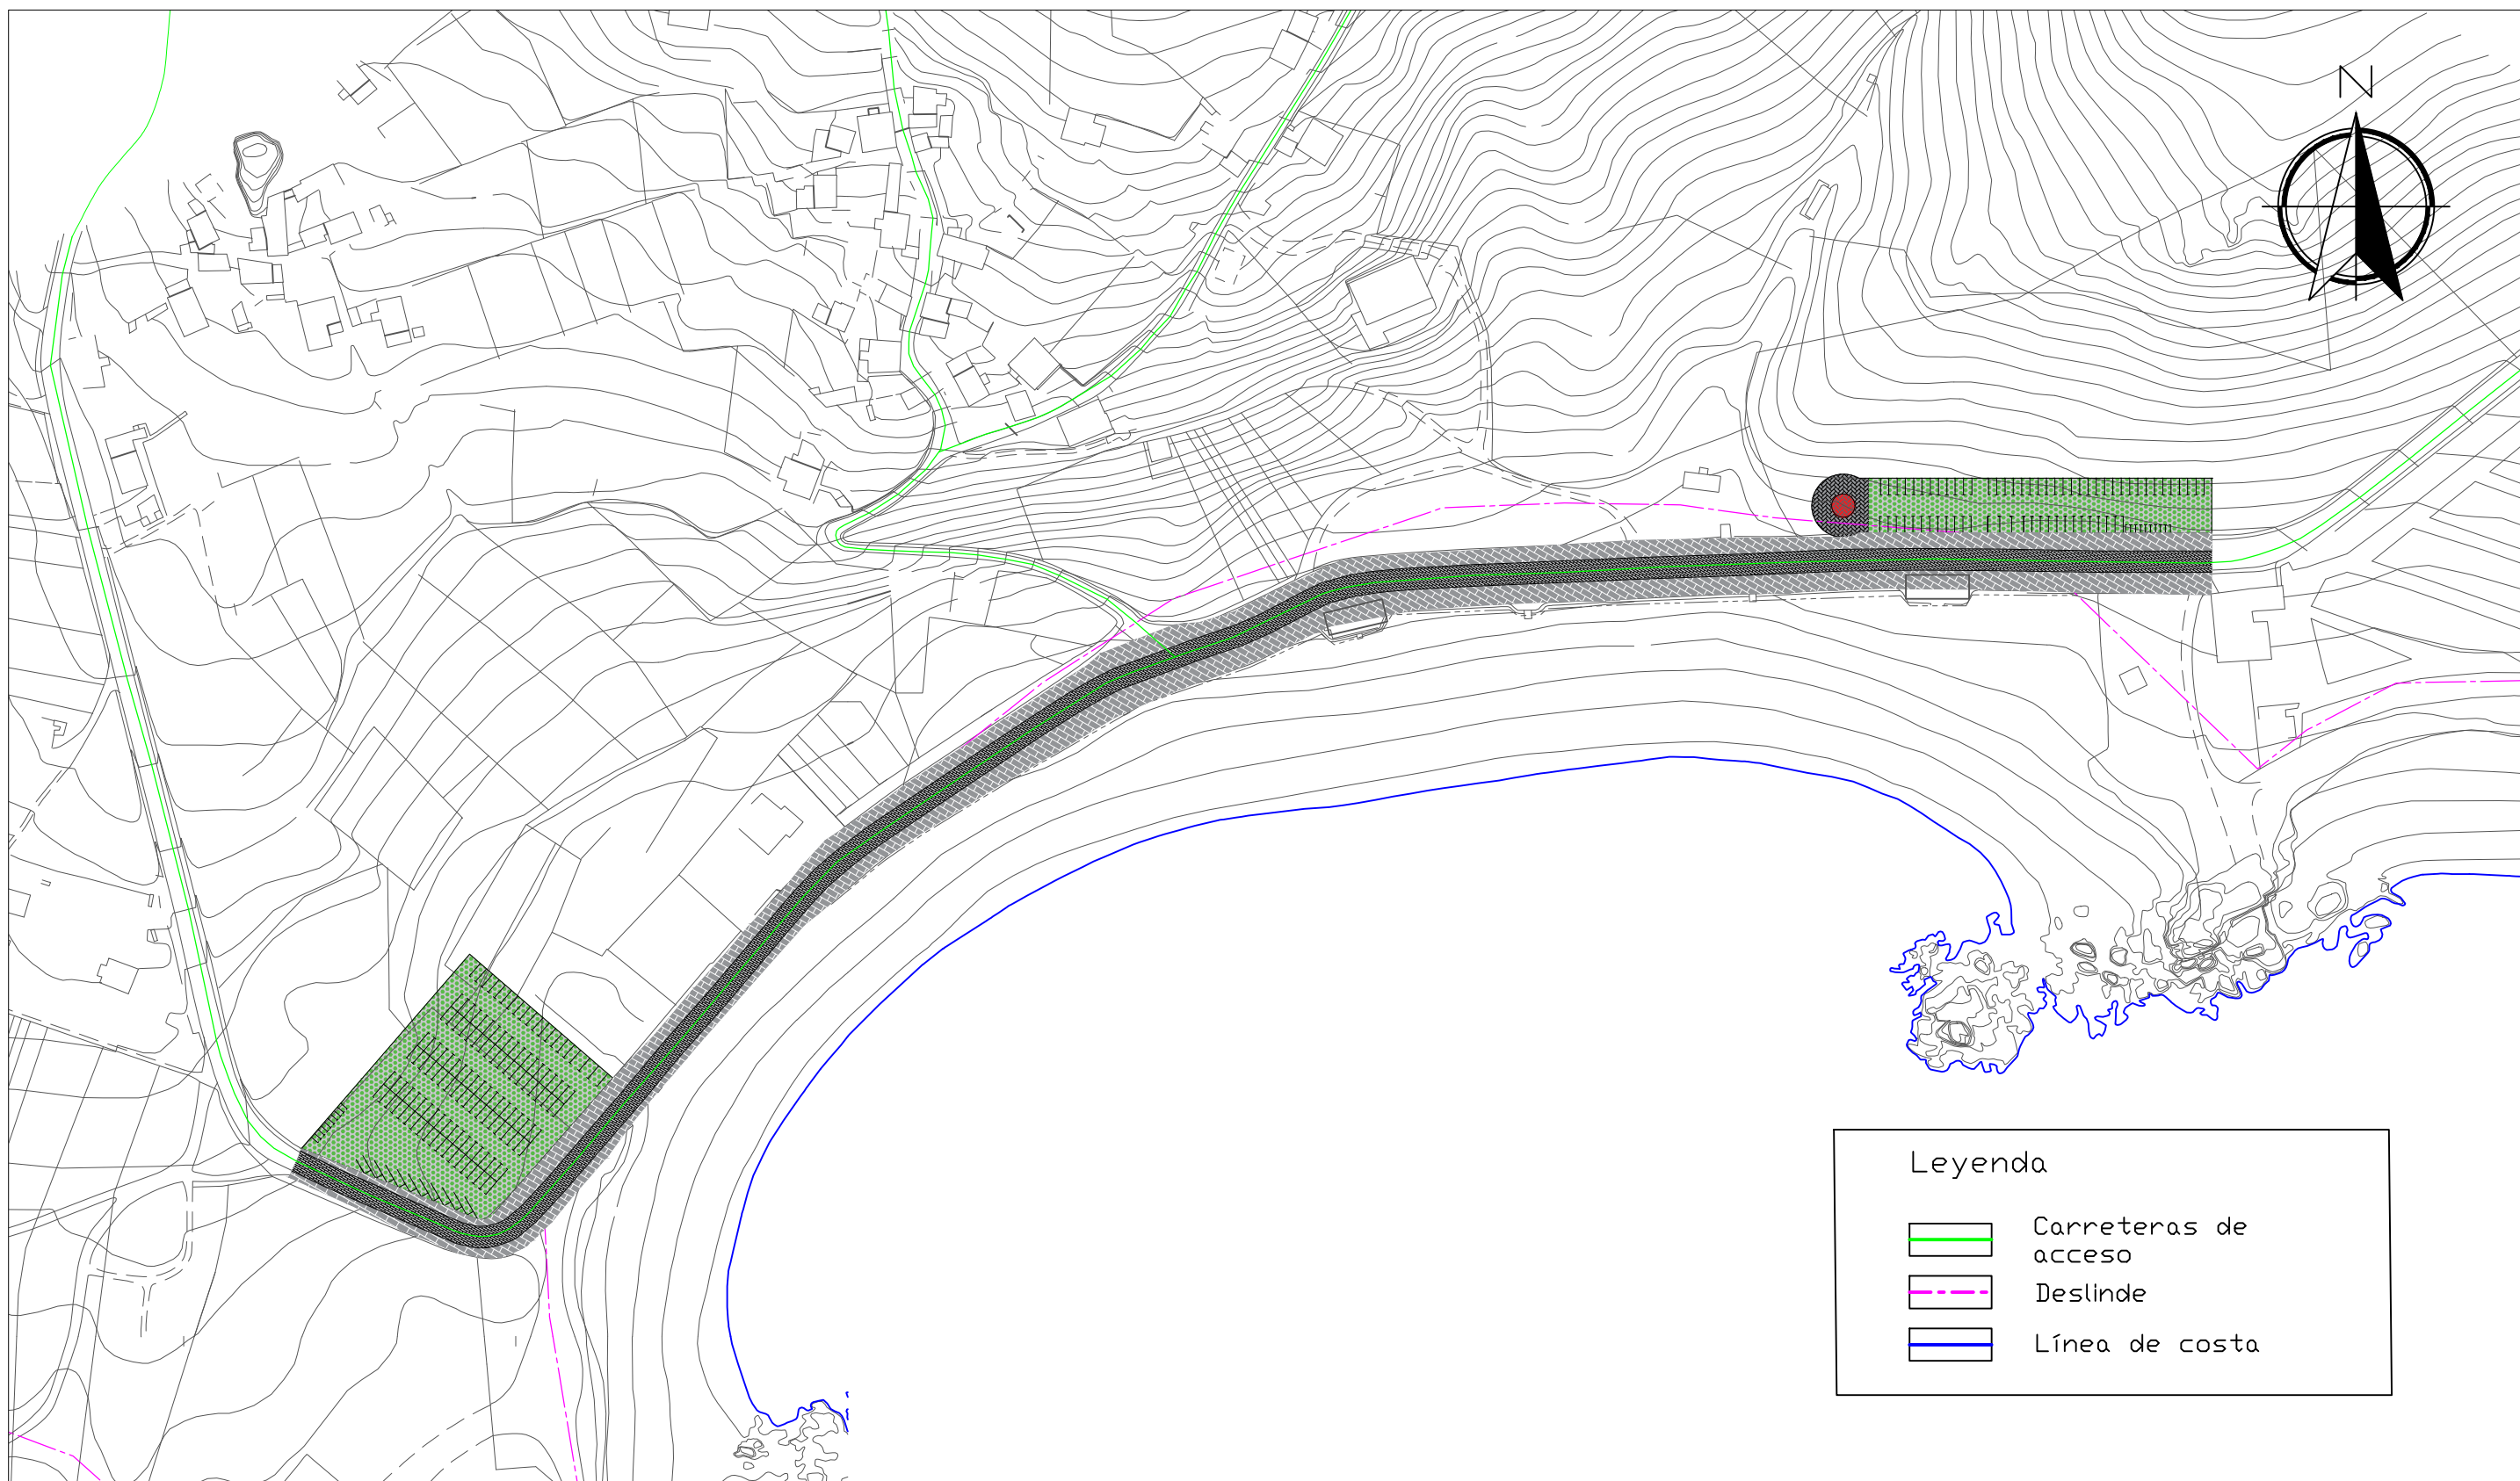 N
Leyenda
Carreteras de
acceso
Deslinde
Línea de costa